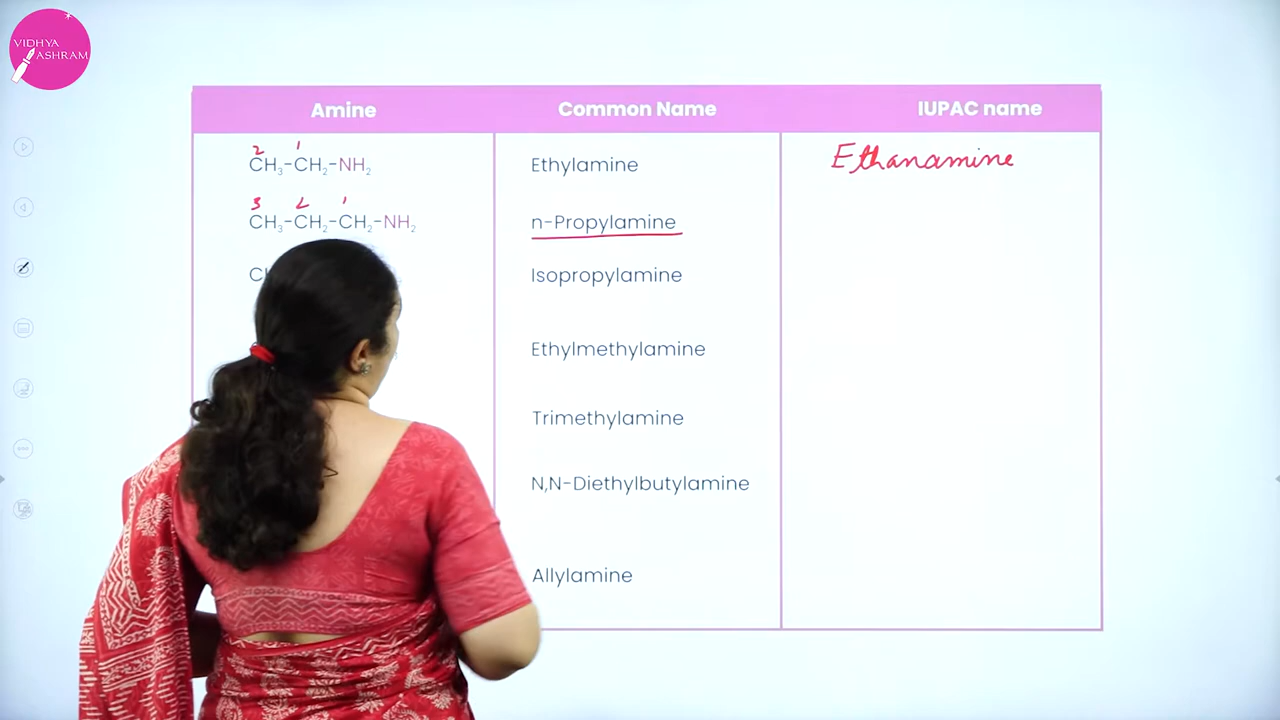 VIDHYA
ASHRAM
Amine Common Name IUPAC name
2 1
CH₃-CH₂-NH₂ Ethylamine Ethanamine
3 2 1
CH₃-CH₂-CH₂-NH₂ n-Propylamine
Isopropylamine
Ethylmethylamine
Trimethylamine
N,N-Diethylbutylamine
Allylamine